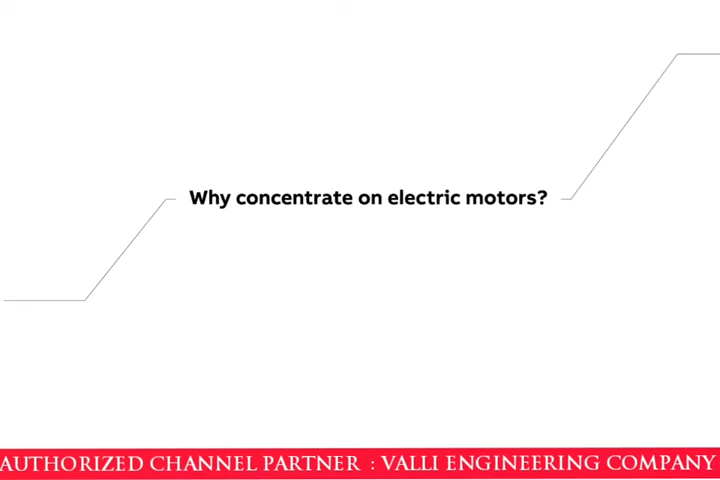 Why concentrate on electric motors?
AUTHORIZED CHANNEL PARTNER : VALLI ENGINEERING COMPANY